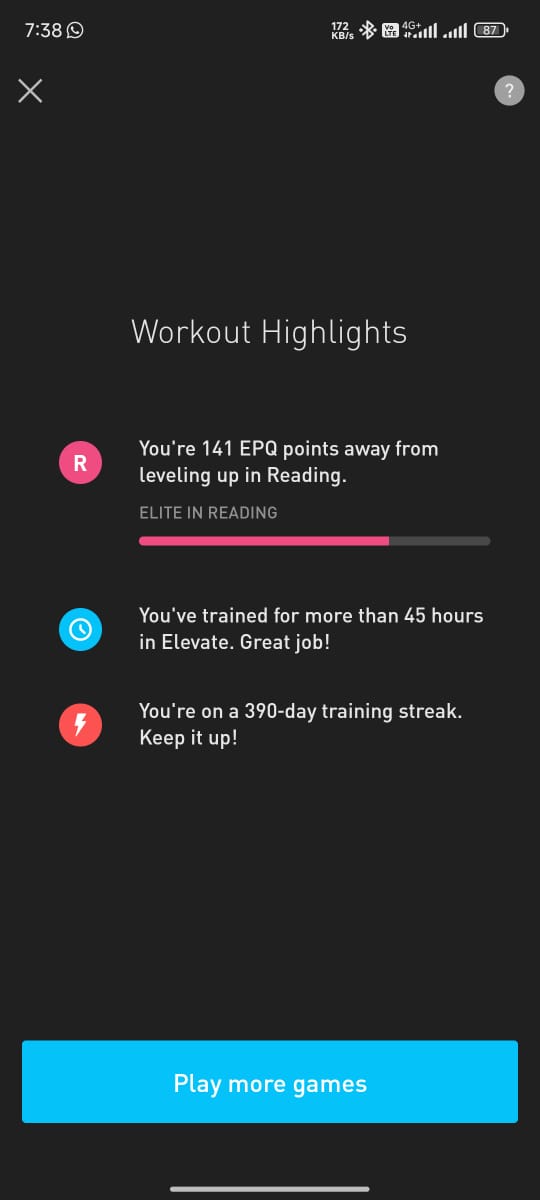 7:38
172
KB/s
Vo
LTE
4G+
87
?
Workout Highlights
R
You're 141 EPQ points away from
leveling up in Reading.
ELITE IN READING
You've trained for more than 45 hours
in Elevate. Great job!
You're on a 390-day training streak.
Keep it up!
Play more games